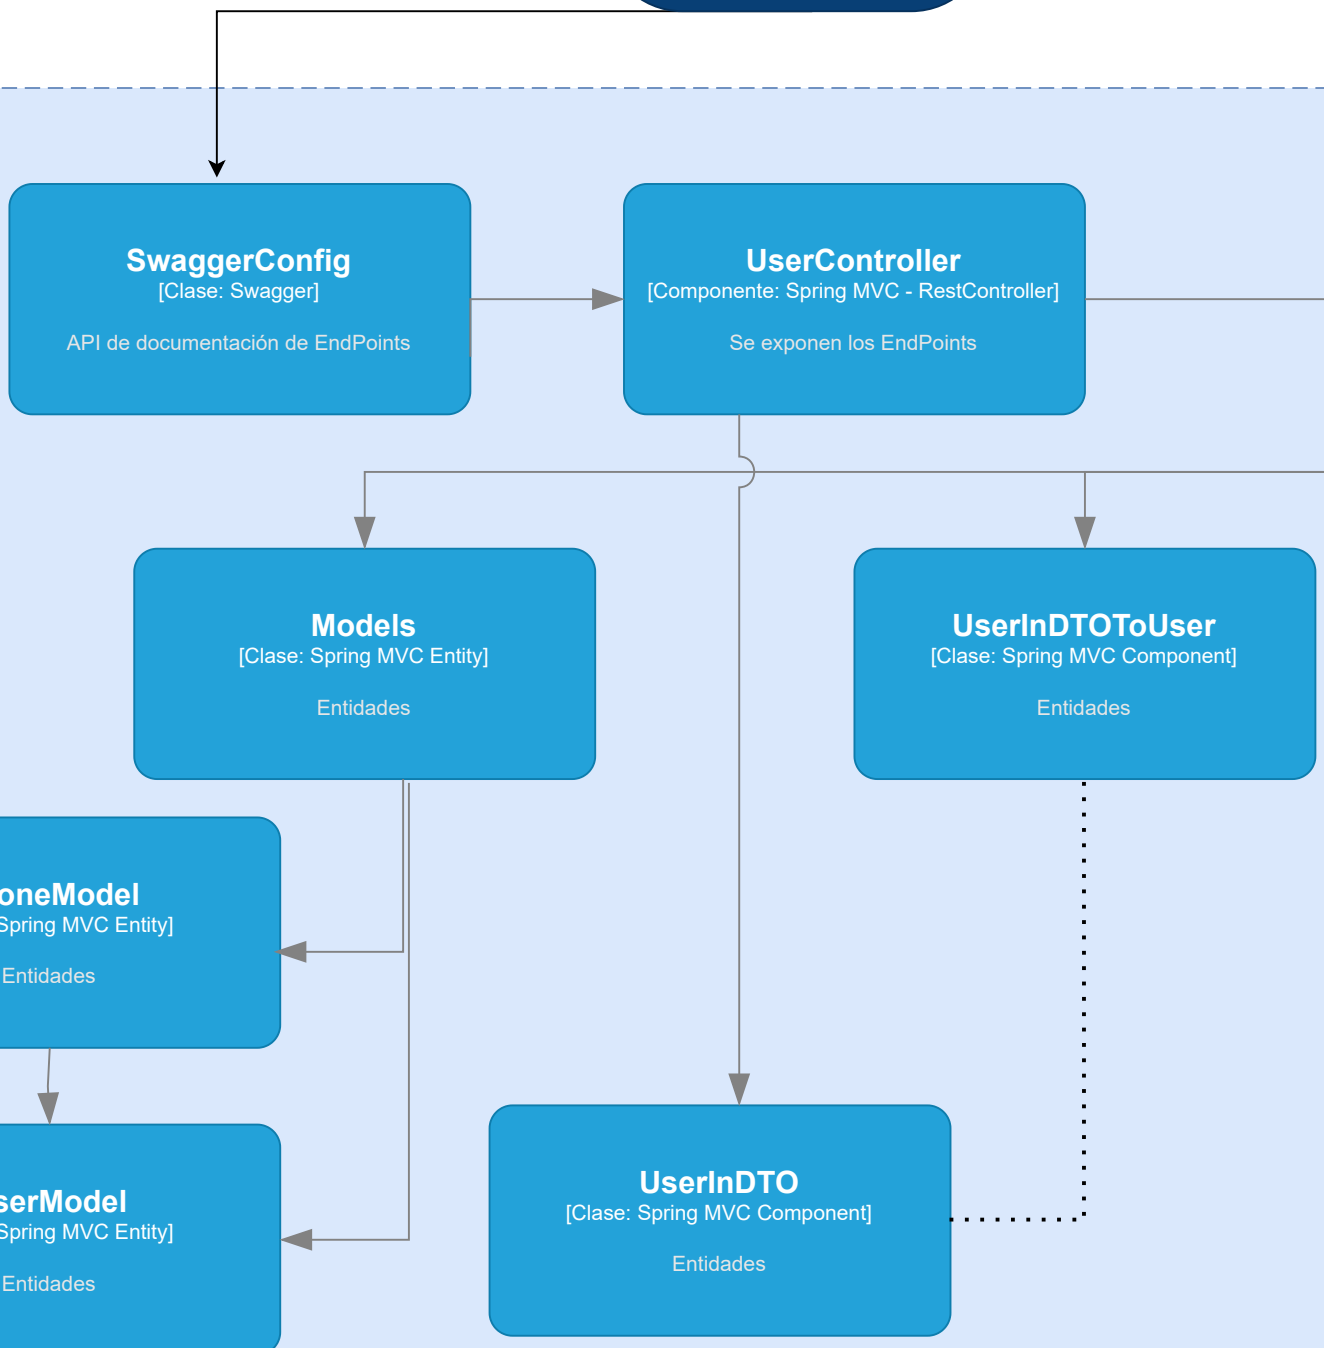 SwaggerConfig
[Clase: Swagger]
API de documentación de EndPoints
UserController
[Componente: Spring MVC - RestController]
Se exponen los EndPoints
Models
[Clase: Spring MVC Entity]
Entidades
UserInDTOToUser
[Clase: Spring MVC Component]
Entidades
oneModel
Spring MVC Entity]
Entidades
serModel
Spring MVC Entity]
Entidades
UserInDTO
[Clase: Spring MVC Component]
Entidades